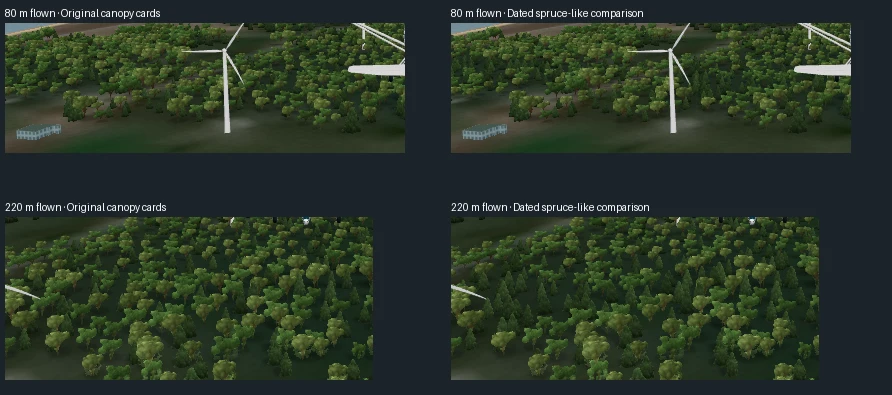 80 m flown · Original canopy cards
80 m flown · Dated spruce-like comparison
220 m flown · Original canopy cards
220 m flown · Dated spruce-like comparison